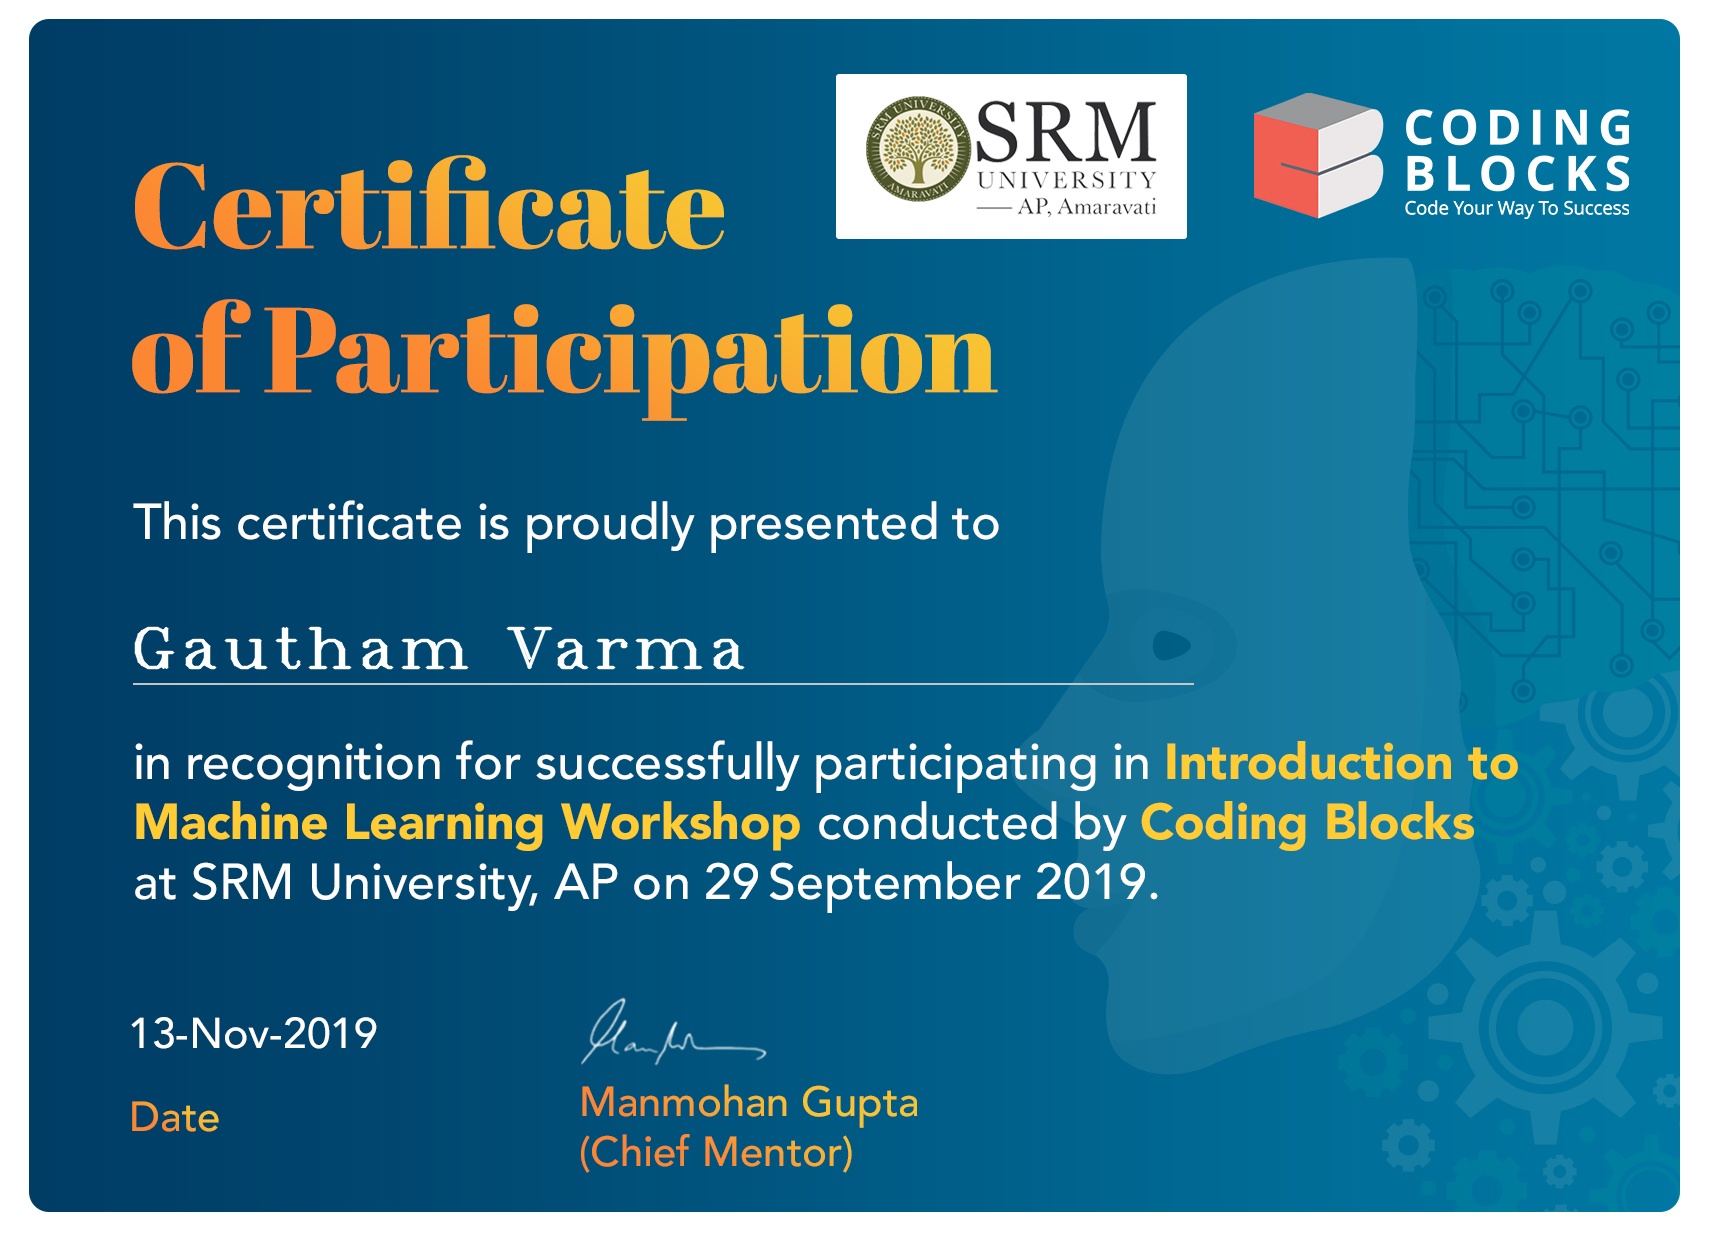 SRM UNIVERSITY
AMARAVATI
SRM
UNIVERSITY
— AP, Amaravati
CODING
BLOCKS
Code Your Way To Success
Certificate
of Participation
This certificate is proudly presented to
Gautham Varma
in recognition for successfully participating in Introduction to
Machine Learning Workshop conducted by Coding Blocks
at SRM University, AP on 29 September 2019.
13-Nov-2019
Date
Manmohan Gupta
(Chief Mentor)